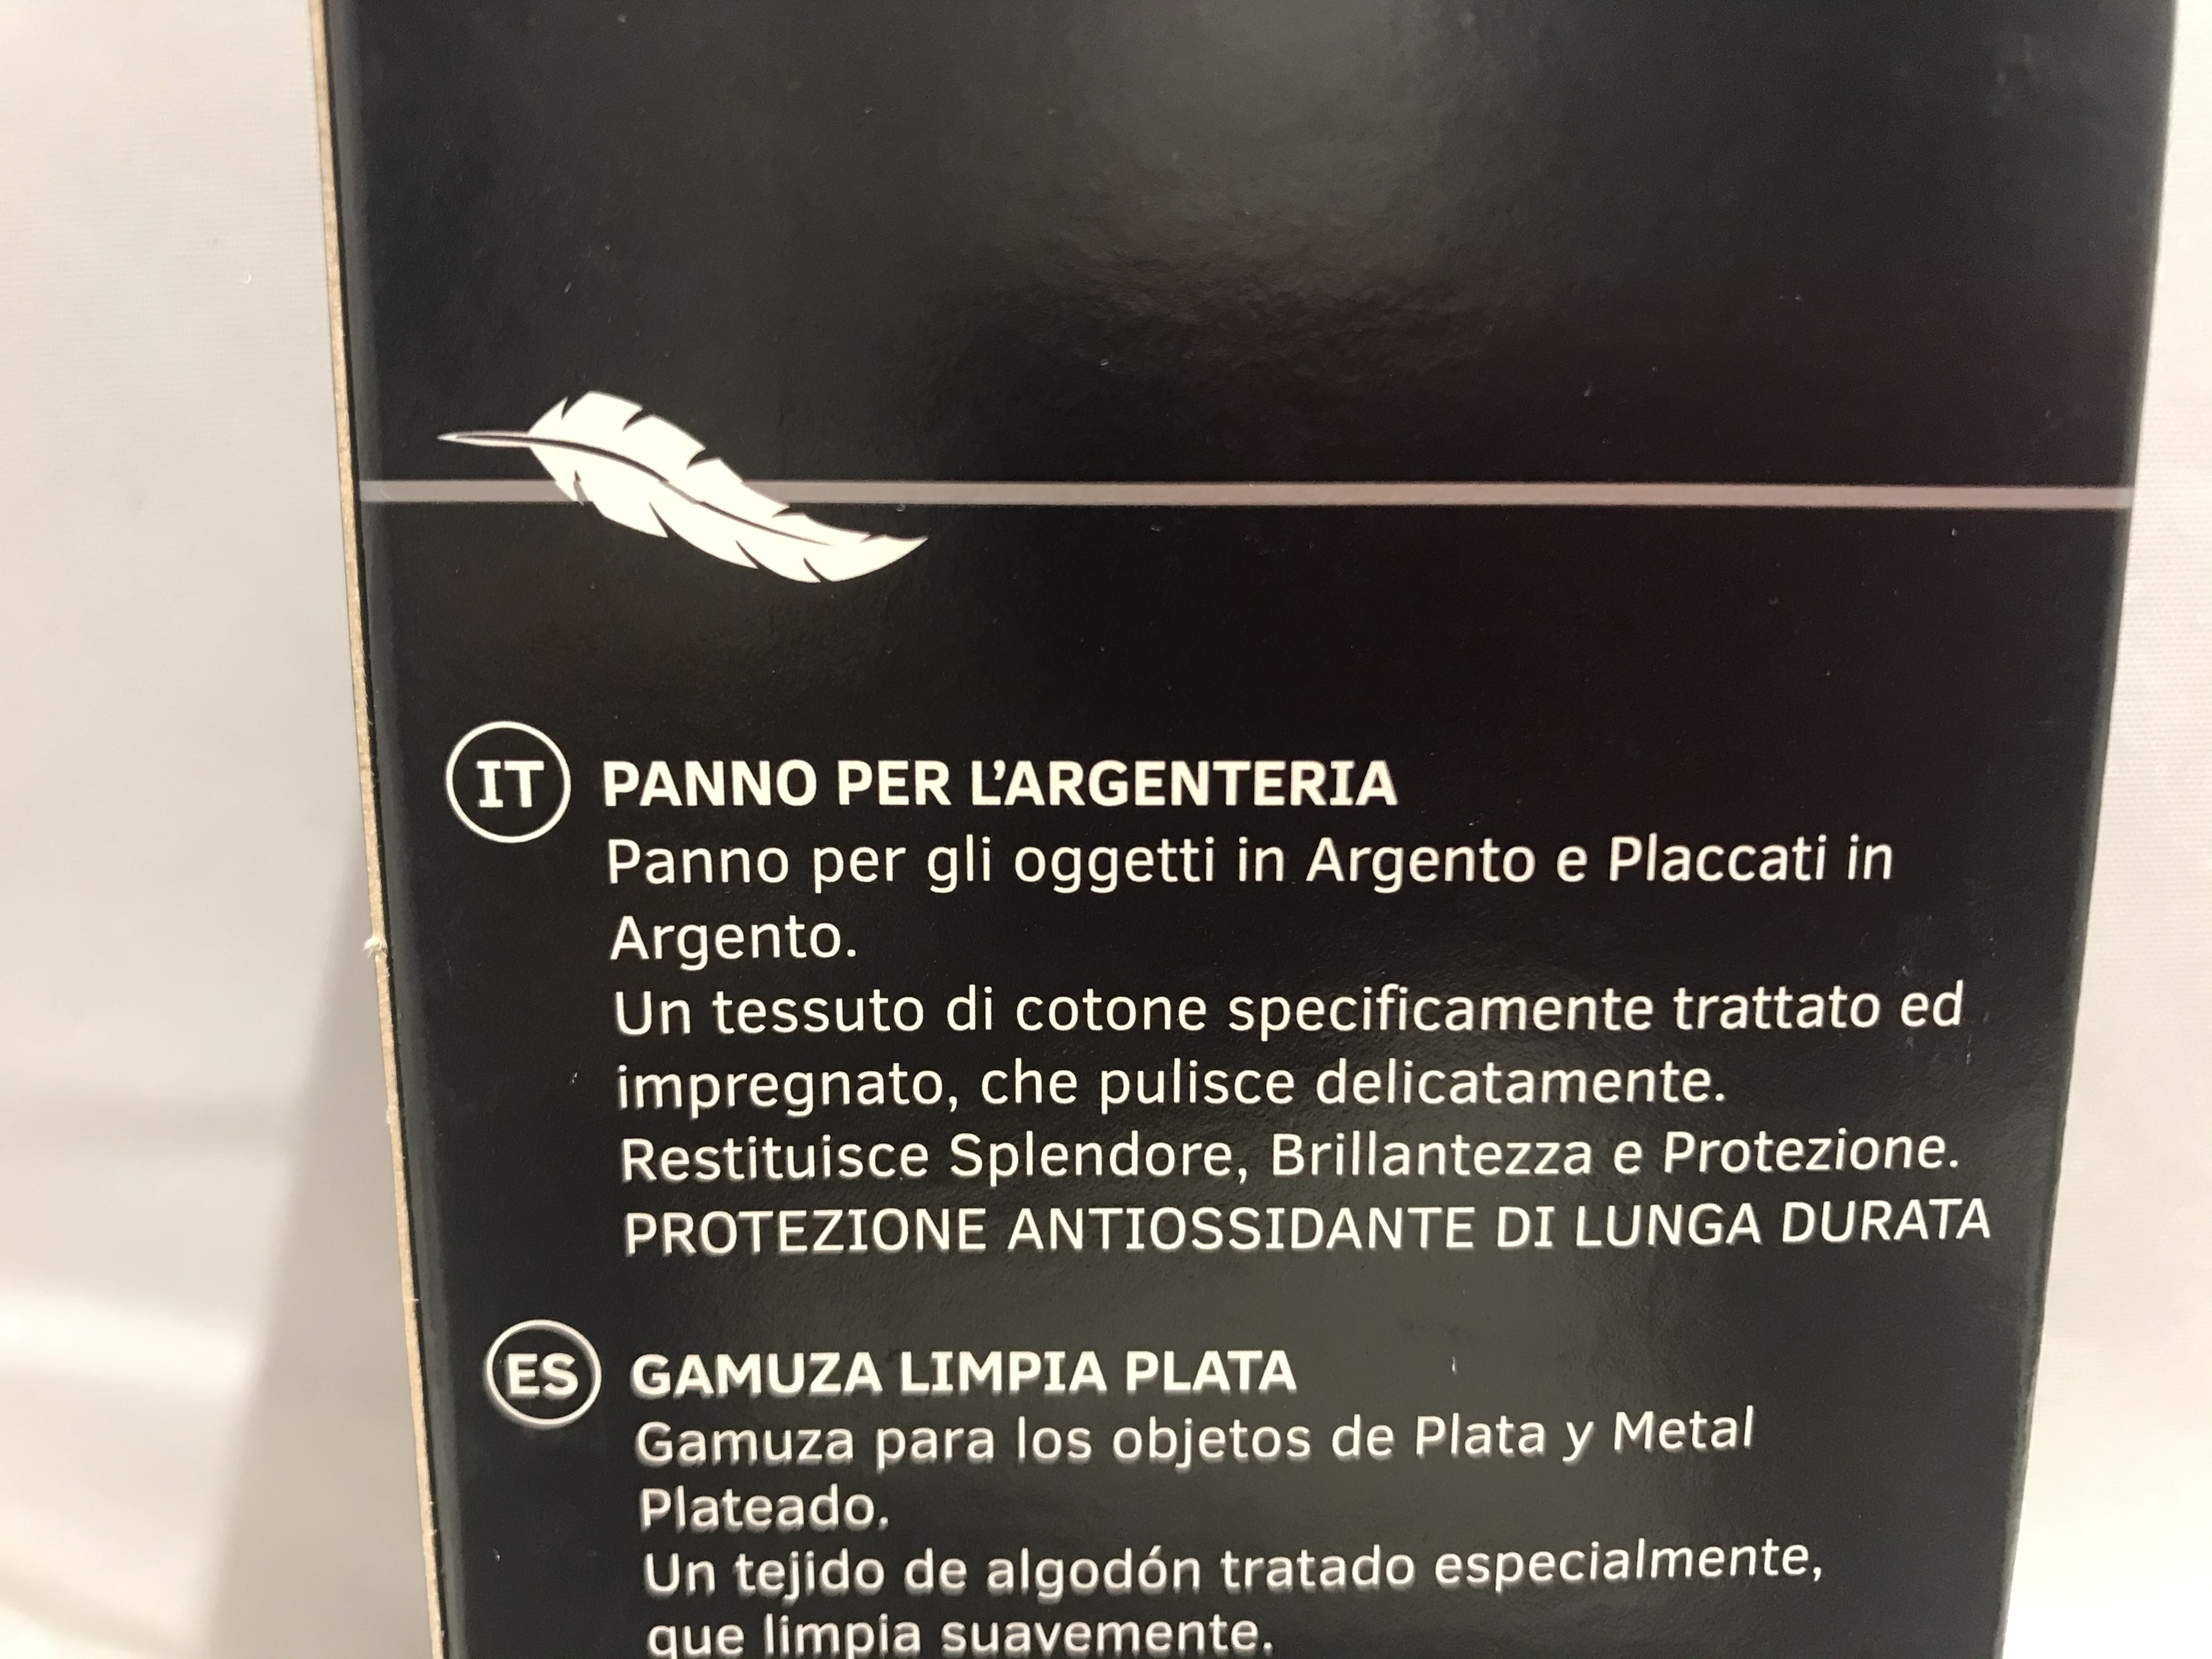 IT PANNO PER L’ARGENTERIA
Panno per gli oggetti in Argento e Placcati in
Argento.
Un tessuto di cotone specificamente trattato ed
impregnato, che pulisce delicatamente.
Restituisce Splendore, Brillantezza e Protezione.
PROTEZIONE ANTIOSSIDANTE DI LUNGA DURATA
ES GAMUZA LIMPIA PLATA
Gamuza para los objetos de Plata y Metal
Plateado.
Un tejido de algodón tratado especialmente,
que limpia suavemente.